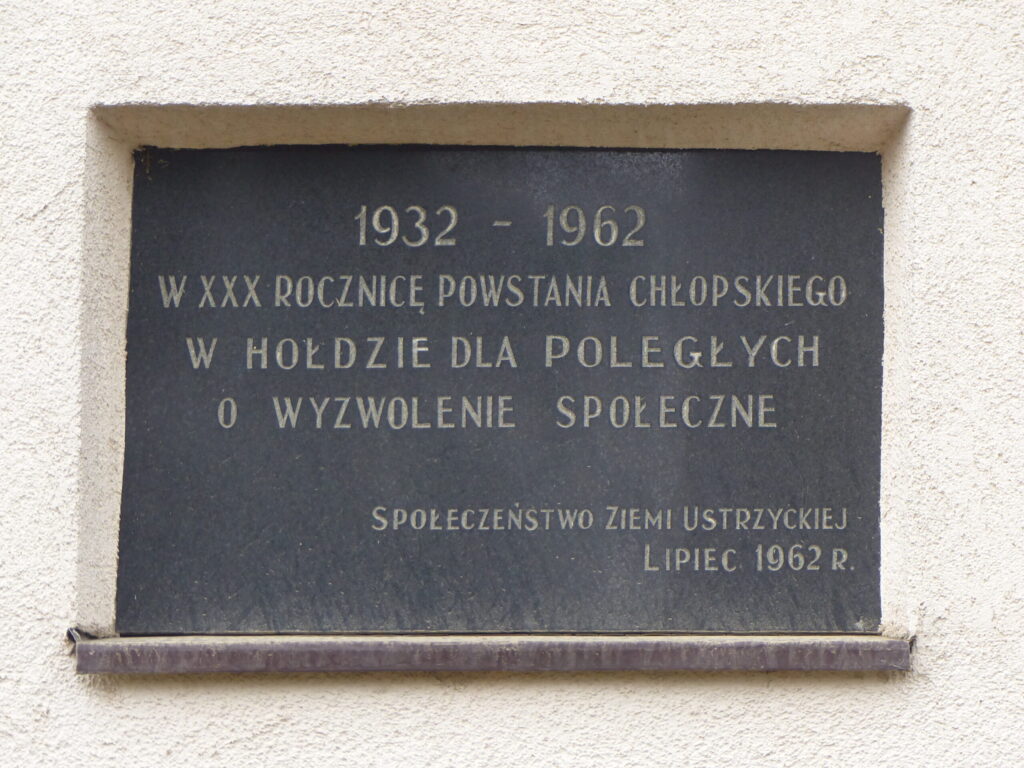 1932 - 1962
W XXX ROCZNICĘ POWSTANIA CHŁOPSKIEGO
W HOŁDZIE DLA POLEGŁYCH
O WYZWOLENIE SPOŁECZNE
SPOŁECZEŃSTWO ZIEMI USTRZYCKIEJ
LIPIEC 1962 R.